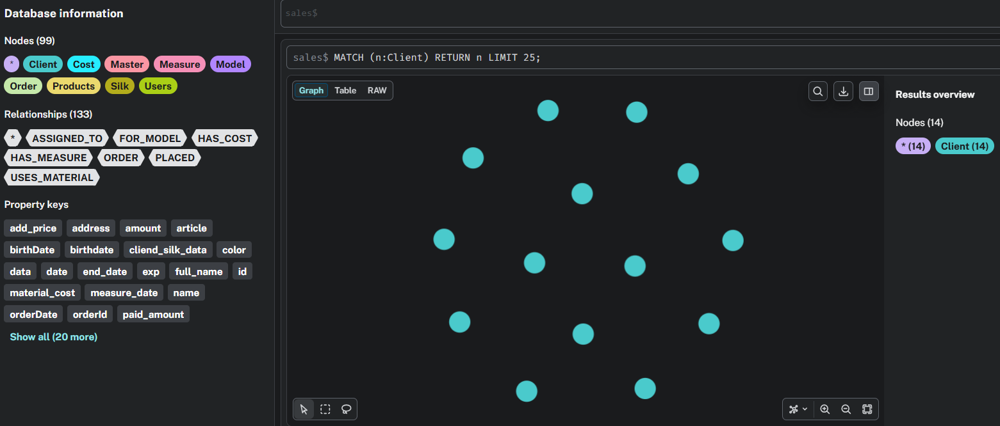 Database information
Nodes (99)
* Client Cost Master Measure Model
Order Products Silk Users
Relationships (133)
* ASSIGNED_TO FOR_MODEL HAS_COST
HAS_MEASURE ORDER PLACED
USES_MATERIAL
Property keys
add_price address amount article
birthDate birthdate cliend_silk_data color
data date end_date exp full_name id
material_cost measure_date name
orderDate orderId paid_amount
Show all (20 more)
sales$
sales$ MATCH (n:Client) RETURN n LIMIT 25;
Graph Table RAW
Results overview
Nodes (14)
* (14) Client (14)